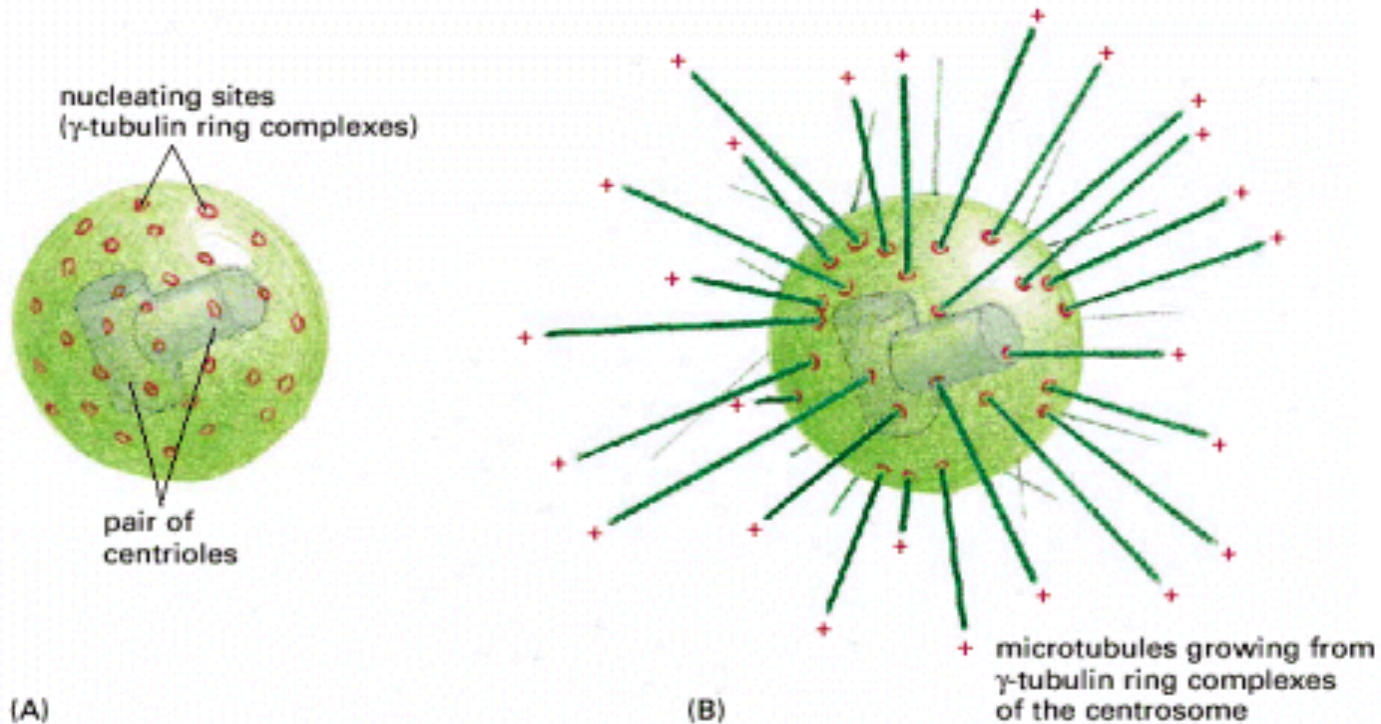 nucleating sites
(γ-tubulin ring complexes)
pair of
centrioles
(A)
+ + + + + + + + + + + + + + + + + + + + + + + + + +
microtubules growing from
γ-tubulin ring complexes
of the centrosome
(B)